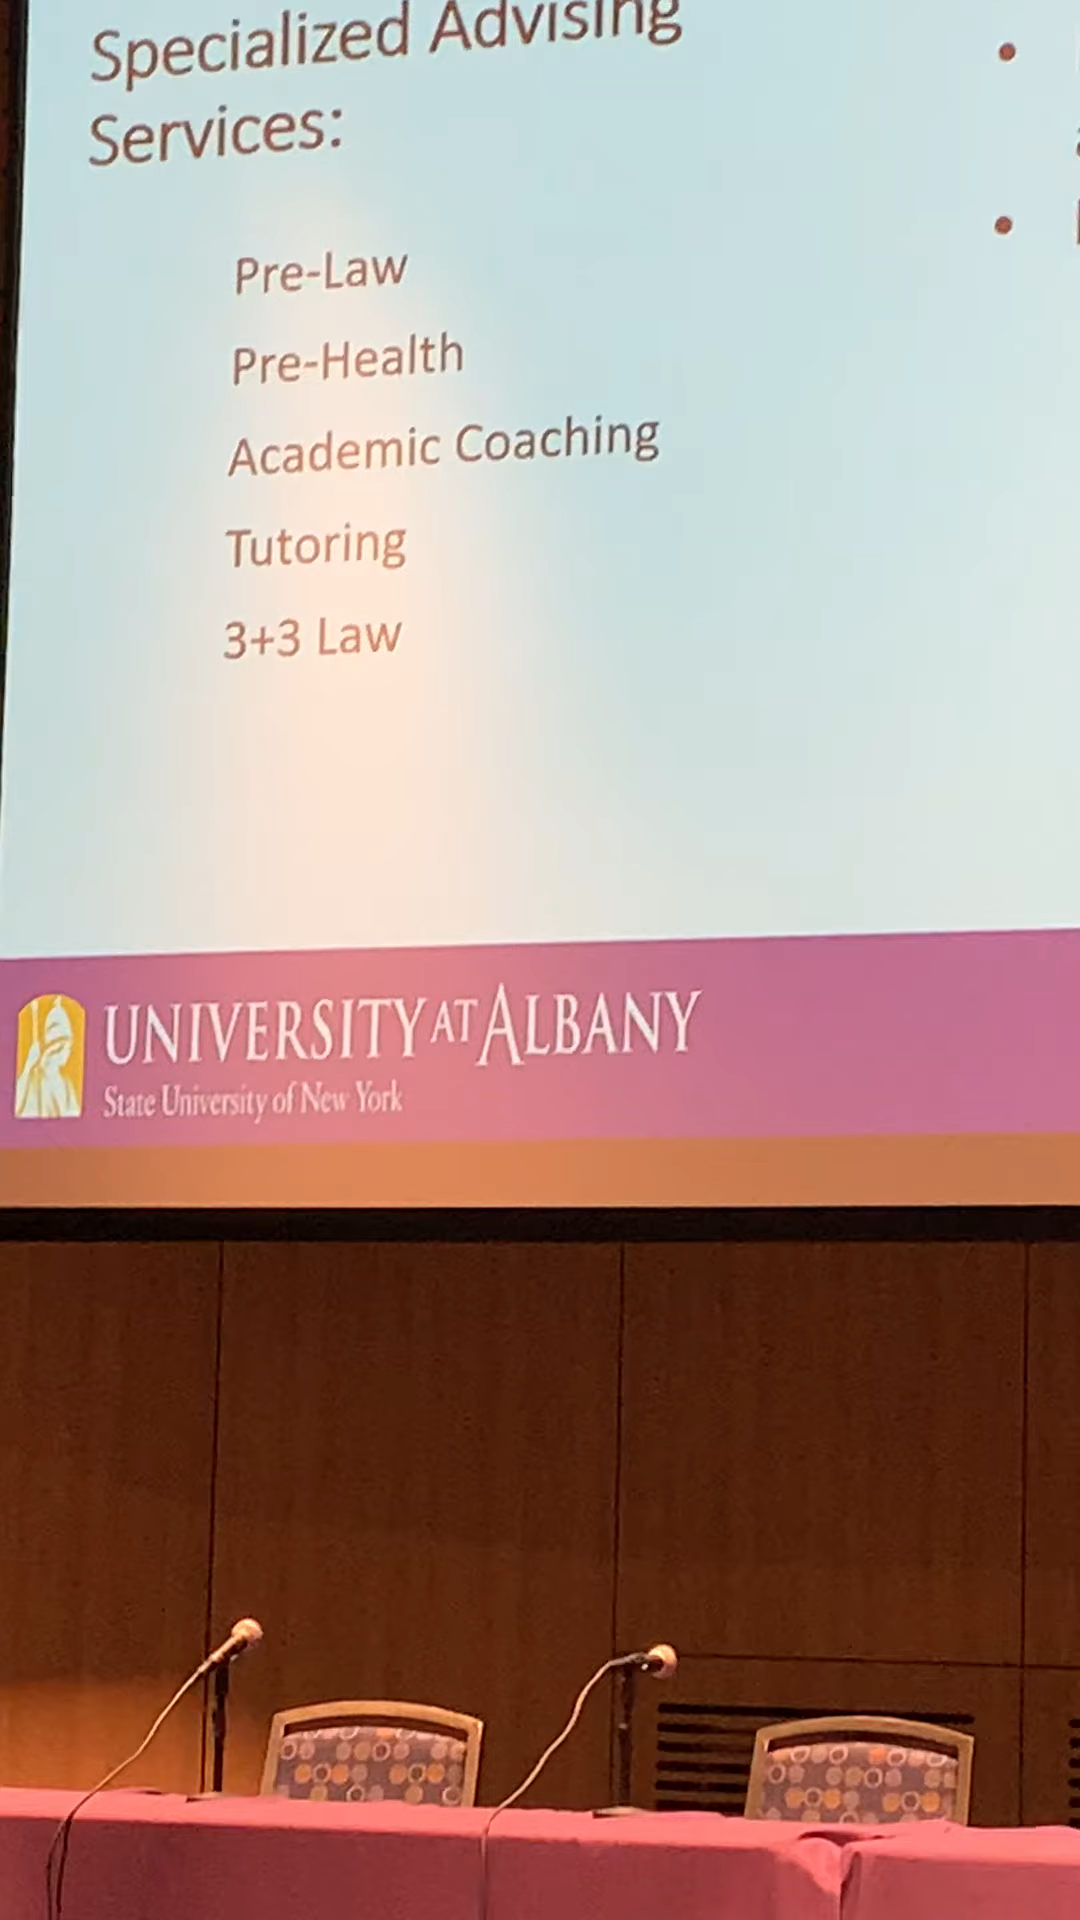 Specialized Advising
Services:
Pre-Law
Pre-Health
Academic Coaching
Tutoring
3+3 Law
UNIVERSITY AT ALBANY
State University of New York